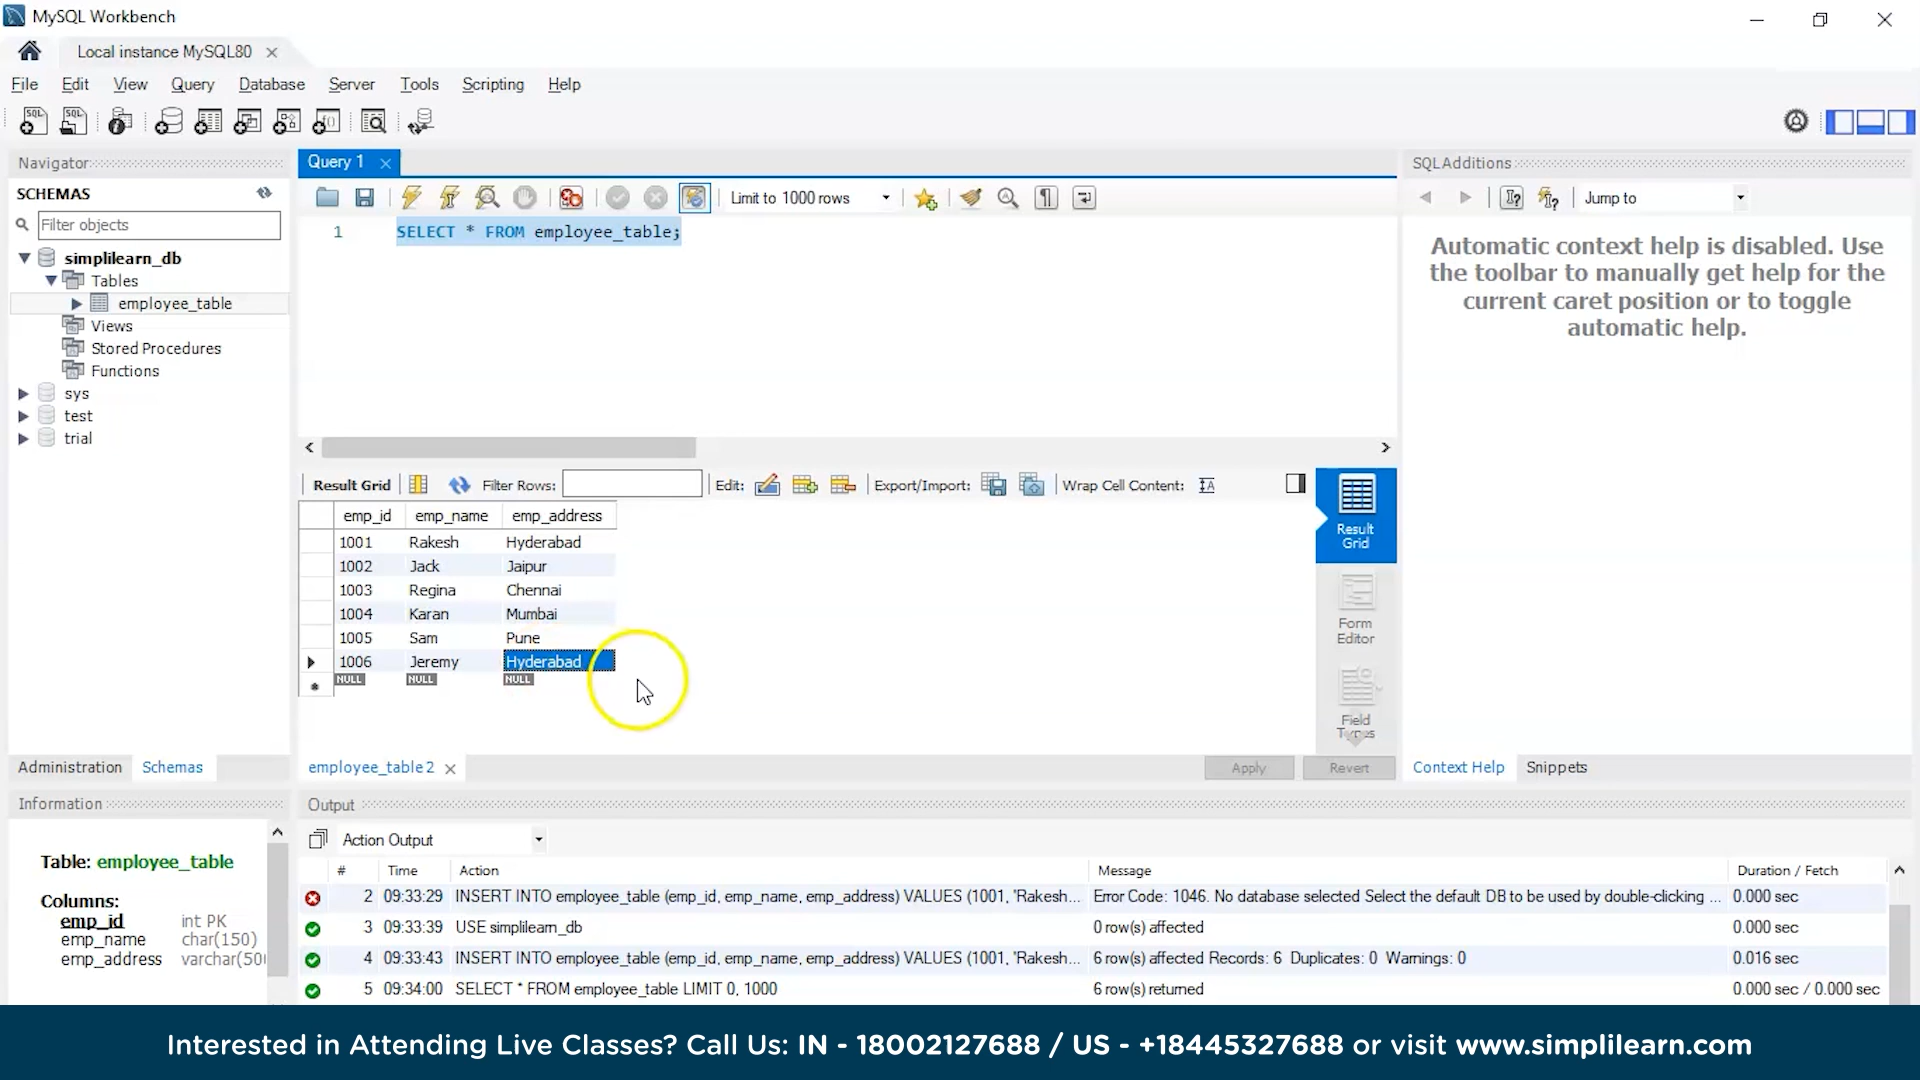 MySQL Workbench
Local instance MySQL80
File Edit View Query Database Server Tools Scripting Help
Navigator
SCHEMAS
Filter objects
simplilearn_db
Tables
employee_table
Views
Stored Procedures
Functions
sys
test
trial
Administration Schemas
Query 1
Limit to 1000 rows
1 SELECT * FROM employee_table;
Result Grid Filter Rows: Edit: Export/Import: Wrap Cell Content:
emp_id emp_name emp_address
1001 Rakesh Hyderabad
1002 Jack Jaipur
1003 Regina Chennai
1004 Karan Mumbai
1005 Sam Pune
1006 Jeremy Hyderabad
NULL NULL NULL
Result
Grid
Form
Editor
Field
Types
employee_table 2
Apply Revert
SQLAdditions
Jump to
Automatic context help is disabled. Use
the toolbar to manually get help for the
current caret position or to toggle
automatic help.
Context Help Snippets
Information
Table: employee_table
Columns:
emp_id int PK
emp_name char(150)
emp_address varchar(50
Output
Action Output
# Time Action Message Duration / Fetch
2 09:33:29 INSERT INTO employee_table (emp_id, emp_name, emp_address) VALUES (1001, 'Rakesh... Error Code: 1046. No database selected Select the default DB to be used by double-clicking ... 0.000 sec
3 09:33:39 USE simplilearn_db 0 row(s) affected 0.000 sec
4 09:33:43 INSERT INTO employee_table (emp_id, emp_name, emp_address) VALUES (1001, 'Rakesh... 6 row(s) affected Records: 6 Duplicates: 0 Warnings: 0 0.016 sec
5 09:34:00 SELECT * FROM employee_table LIMIT 0, 1000 6 row(s) returned 0.000 sec / 0.000 sec
Interested in Attending Live Classes? Call Us: IN - 18002127688 / US - +18445327688 or visit www.simplilearn.com